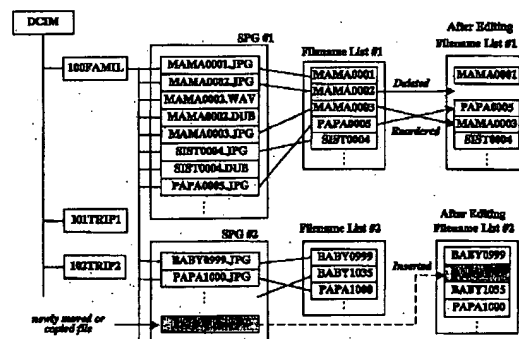 DCIM
100FAMIL
101TRIP1
102TRIP2
newly moved or
copied file
SPG #1
MAMA0001.JPG
MAMA0002.JPG
MAMA0002.WAV
MAMA0002.DUB
MAMA0003.JPG
SIST0004.JPG
SIST0004.DUB
PAPA0005.JPG
SPG #2
BABY0999.JPG
PAPA1000.JPG
Filename List #1
MAMA0001
MAMA0002
MAMA0003
PAPA0005
SIST0004
Filename List #2
BABY0999
BABY1035
PAPA1000
Deleted
Reordered
Inserted
After Editing
Filename List #1
MAMA0001
PAPA0005
MAMA0003
SIST0004
After Editing
Filename List #2
BABY0999
BABY1035
PAPA1000